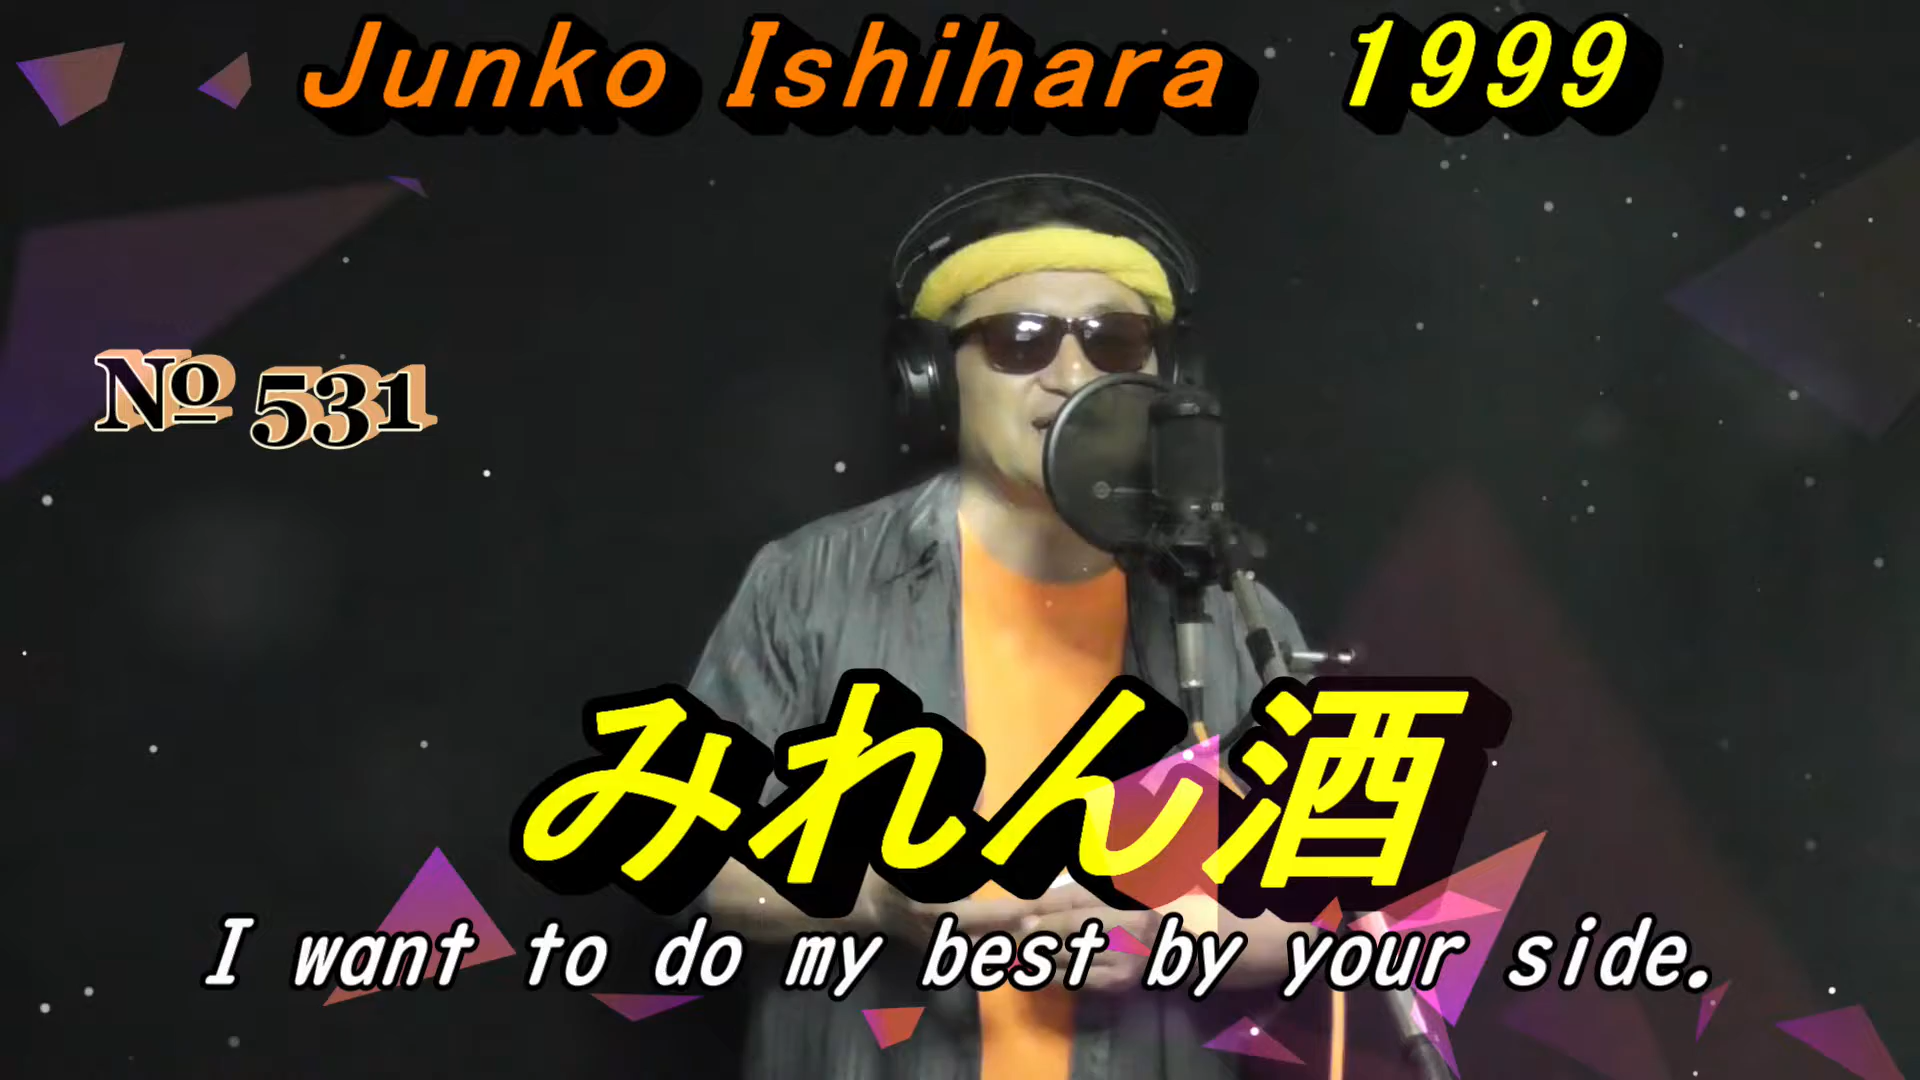 Junko Ishihara 1999
№ 531
みれん酒
I want to do my best by your side.